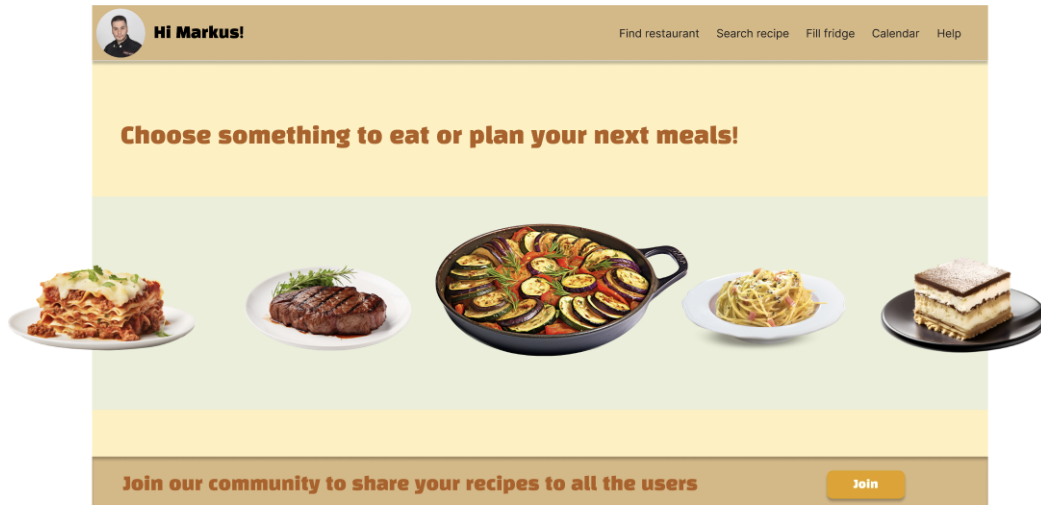 Hi Markus!
Find restaurant Search recipe Fill fridge Calendar Help
Choose something to eat or plan your next meals!
Join our community to share your recipes to all the users
Join